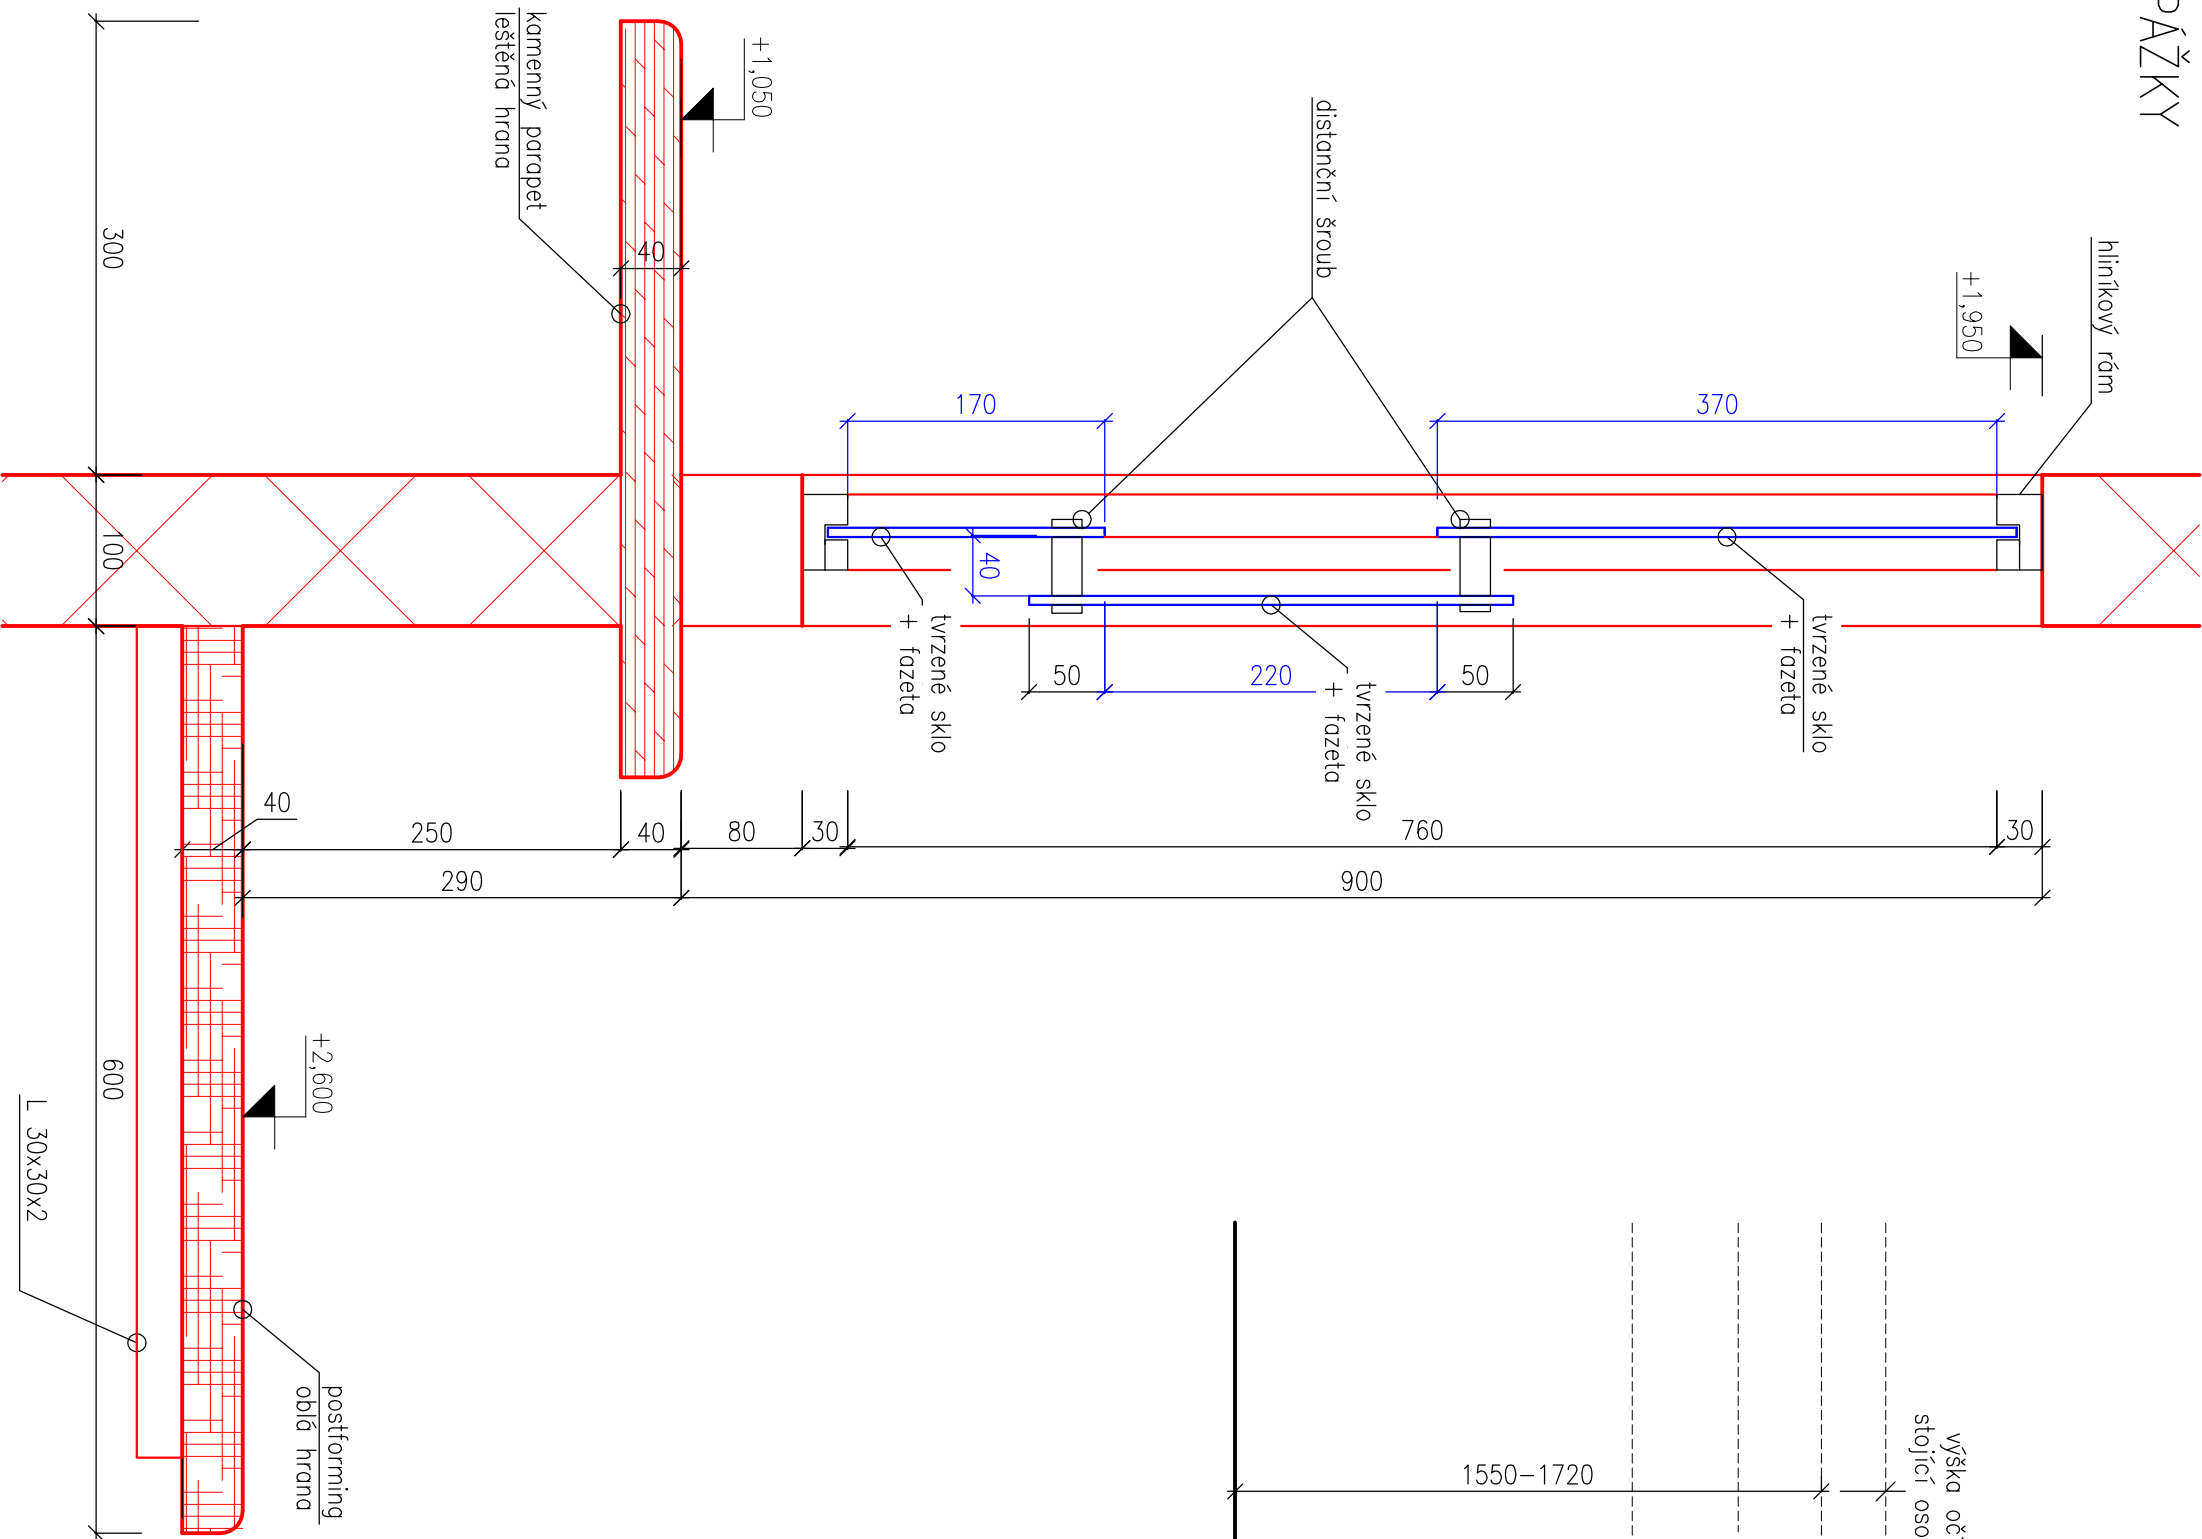 PÁŽKY
hliníkový rám
+1,950
distanční šroub
+1,050
kamenný parapet
leštěná hrana
300
100
600
40
170
370
40
50
220
50
tvrzené sklo
+ fazeta
tvrzené sklo
+ fazeta
tvrzené sklo
+ fazeta
40
250
40
80
30
760
30
290
900
+2,600
L 30x30x2
postforming
oblá hrana
1550-1720
výška oč
stojící oso